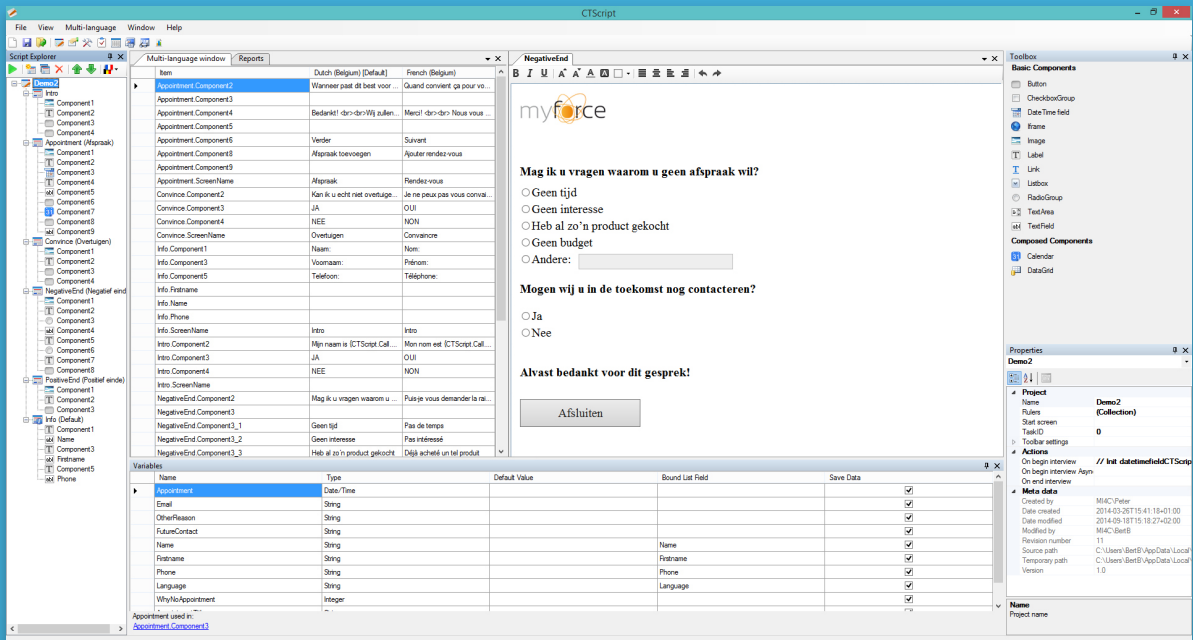 CTScript
File View Multi-language Window Help
Script Explorer
Demo2
Intro
Component1
Component2
Component3
Component4
Appointment (Afspraak)
Component1
Component2
Component3
Component4
Component5
Component6
Component7
Component8
Component9
Convince (Overtuigen)
Component1
Component2
Component3
Component4
NegativeEnd (Negatief eind
Component1
Component2
Component3
Component4
Component5
Component6
Component7
Component8
PositiveEnd (Positief einde)
Component1
Component2
Component3
Info (Default)
Component1
Name
Component3
Firstname
Component5
Phone
Multi-language window Reports
Item Dutch (Belgium) [Default] French (Belgium)
Appointment.Component2 Wanneer past dit best voor ... Quand convient ça pour vo...
Appointment.Component3
Appointment.Component4 Bedankt! <br><br>Wij zullen... Merci! <br><br> Nous vous ...
Appointment.Component5
Appointment.Component6 Verder Suivant
Appointment.Component8 Afspraak toevoegen Ajouter rendez-vous
Appointment.Component9
Appointment.ScreenName Afspraak Rendez-vous
Convince.Component2 Kan ik u echt niet overtuige... Je ne peux pas vous convai...
Convince.Component3 JA OUI
Convince.Component4 NEE NON
Convince.ScreenName Overtuigen Convaincre
Info.Component1 Naam: Nom:
Info.Component3 Voornaam: Prénom:
Info.Component5 Telefoon: Téléphone:
Info.Firstname
Info.Name
Info.Phone
Info.ScreenName Intro Intro
Intro.Component2 Mijn naam is {CTScript.Call.... Mon nom est {CTScript.Call....
Intro.Component3 JA OUI
Intro.Component4 NEE NON
Intro.ScreenName
NegativeEnd.Component2 Mag ik u vragen waarom u ... Puis-je vous demander la rai...
NegativeEnd.Component3
NegativeEnd.Component3_1 Geen tijd Pas de temps
NegativeEnd.Component3_2 Geen interesse Pas intéressé
NegativeEnd.Component3_3 Heb al zo'n product gekocht Déjà acheté un tel produit
NegativeEnd
B I U A A A
myforce
Mag ik u vragen waarom u geen afspraak wil?
Geen tijd
Geen interesse
Heb al zo'n product gekocht
Geen budget
Andere:
Mogen wij u in de toekomst nog contacteren?
Ja
Nee
Alvast bedankt voor dit gesprek!
Afsluiten
Toolbox
Basic Components
Button
CheckboxGroup
DateTime field
Iframe
Image
Label
Link
Listbox
RadioGroup
TextArea
TextField
Composed Components
Calendar
DataGrid
Properties
Demo2
Project
Name Demo2
Rulers (Collection)
Start screen
TaskID 0
Toolbar settings
Actions
On begin interview // Init datetimefieldCTScrip
On begin interview Asyn
On end interview
Meta data
Created by MI4C\Peter
Date created 2014-03-26T15:41:18+01:00
Date modified 2014-09-18T15:18:27+02:00
Modified by MI4C\BertB
Revision number 11
Source path C:\Users\BertB\AppData\Local\
Temporary path C:\Users\BertB\AppData\Local\
Version 1.0
Name
Project name
Variables
Name Type Default Value Bound List Field Save Data
Appointment Date/Time
Email String
OtherReason String
FutureContact String
Name String Name
Firstname String Firstname
Phone String Phone
Language String Language
WhyNoAppointment Integer
Appointment used in:
Appointment.Component3